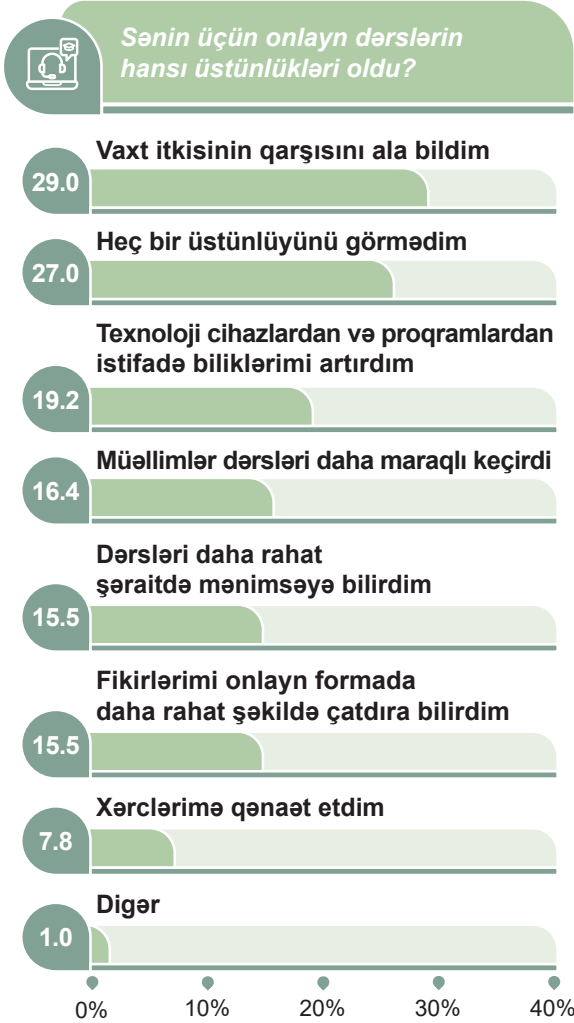 Sənin üçün onlayn dərslərin
hansı üstünlükləri oldu?
Vaxt itkisinin qarşısını ala bildim
29.0
Heç bir üstünlüyünü görmədim
27.0
Texnoloji cihazlardan və proqramlardan
istifadə biliklərimi artırdım
19.2
Müəllimlər dərsləri daha maraqlı keçirdi
16.4
Dərsləri daha rahat
şəraitdə mənimsəyə bilirdim
15.5
Fikirlərimi onlayn formada
daha rahat şəkildə çatdıra bilirdim
15.5
Xərclərimə qənaət etdim
7.8
Digər
1.0
0% 10% 20% 30% 40%